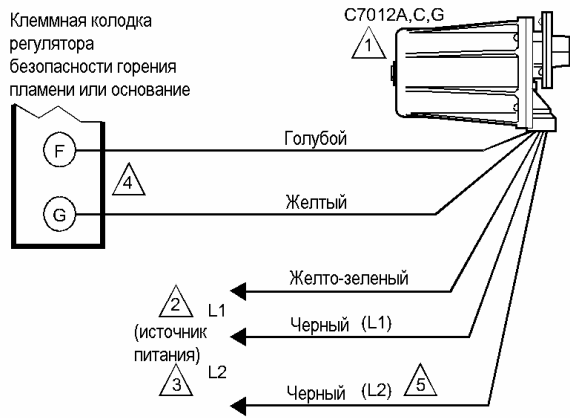 Клеммная колодка
регулятора
безопасности горения
пламени или основание
C7012A,C,G
1
F
Голубой
4
G
Желтый
Желто-зеленый
2
L1
(источник
питания)
Черный (L1)
3
L2
Черный (L2)
5